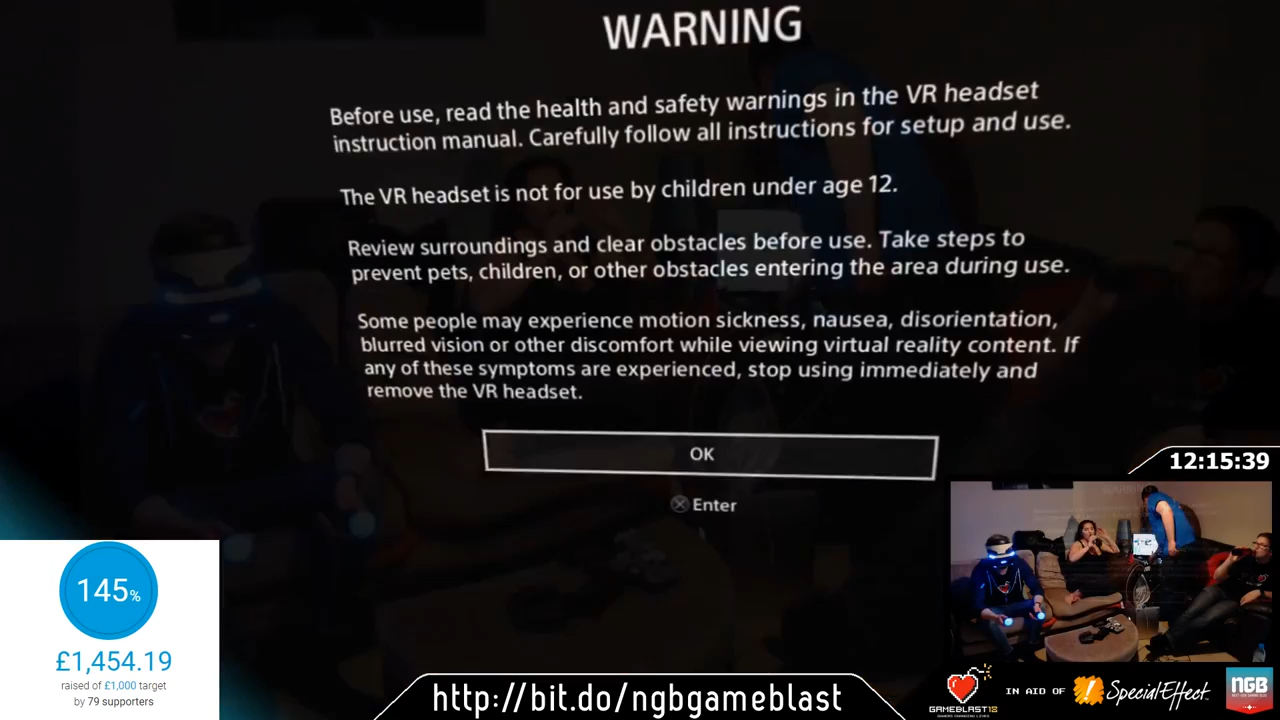 WARNING
Before use, read the health and safety warnings in the VR headset
instruction manual. Carefully follow all instructions for setup and use.
The VR headset is not for use by children under age 12.
Review surroundings and clear obstacles before use. Take steps to
prevent pets, children, or other obstacles entering the area during use.
Some people may experience motion sickness, nausea, disorientation,
blurred vision or other discomfort while viewing virtual reality content. If
any of these symptoms are experienced, stop using immediately and
remove the VR headset.
OK
Enter
12:15:39
145%
£1,454.19
raised of £1,000 target
by 79 supporters
http://bit.do/ngbgameblast
GAMEBLAST18
IN AID OF
SpecialEffect
NGB